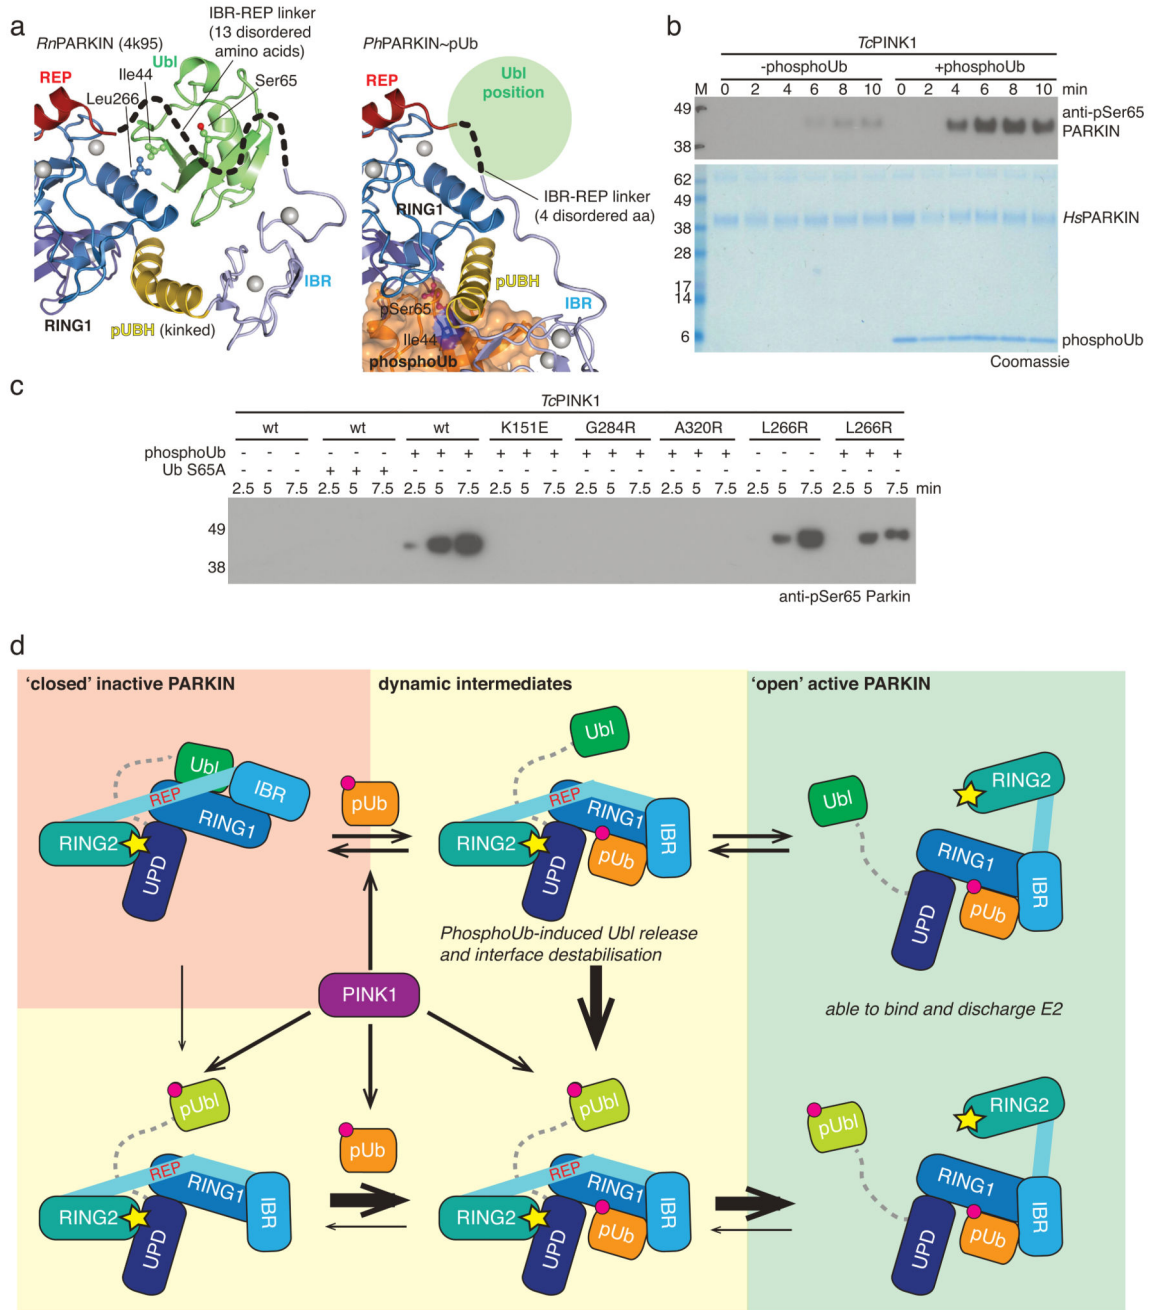 a
RnPARKIN (4k95)
IBR-REP linker
(13 disordered
amino acids)
Ubl
Ile44
Ser65
REP
Leu266
RING1
pUBH (kinked)
IBR
PhPARKIN~pUb
REP
Ubl
position
IBR-REP linker
(4 disordered aa)
RING1
pUBH
pSer65
IBR
Ile44
phosphoUb
b
TcPINK1
-phosphoUb +phosphoUb
M 0 2 4 6 8 10 0 2 4 6 8 10 min
49
38
anti-pSer65
PARKIN
62
49
38
28
17
14
6
HsPARKIN
phosphoUb
Coomassie
c
TcPINK1
wt wt wt K151E G284R A320R L266R L266R
phosphoUb - - - - - - + + + + + + + + + + + + - - - + + +
Ub S65A - - - + + + - - - - - - - - - - - - - - - - - -
2.5 5 7.5 2.5 5 7.5 2.5 5 7.5 2.5 5 7.5 2.5 5 7.5 2.5 5 7.5 2.5 5 7.5 2.5 5 7.5 min
49
38
anti-pSer65 Parkin
d
'closed' inactive PARKIN
dynamic intermediates
'open' active PARKIN
Ubl
REP
IBR
RING1
RING2
UPD
pUb
Ubl
REP
RING1
RING2
IBR
pUb
UPD
Ubl
RING2
RING1
IBR
pUb
UPD
PhosphoUb-induced Ubl release
and interface destabilisation
PINK1
able to bind and discharge E2
pUbl
REP
RING1
RING2
IBR
UPD
pUb
pUbl
REP
RING1
RING2
IBR
pUb
UPD
pUbl
RING2
RING1
IBR
pUb
UPD